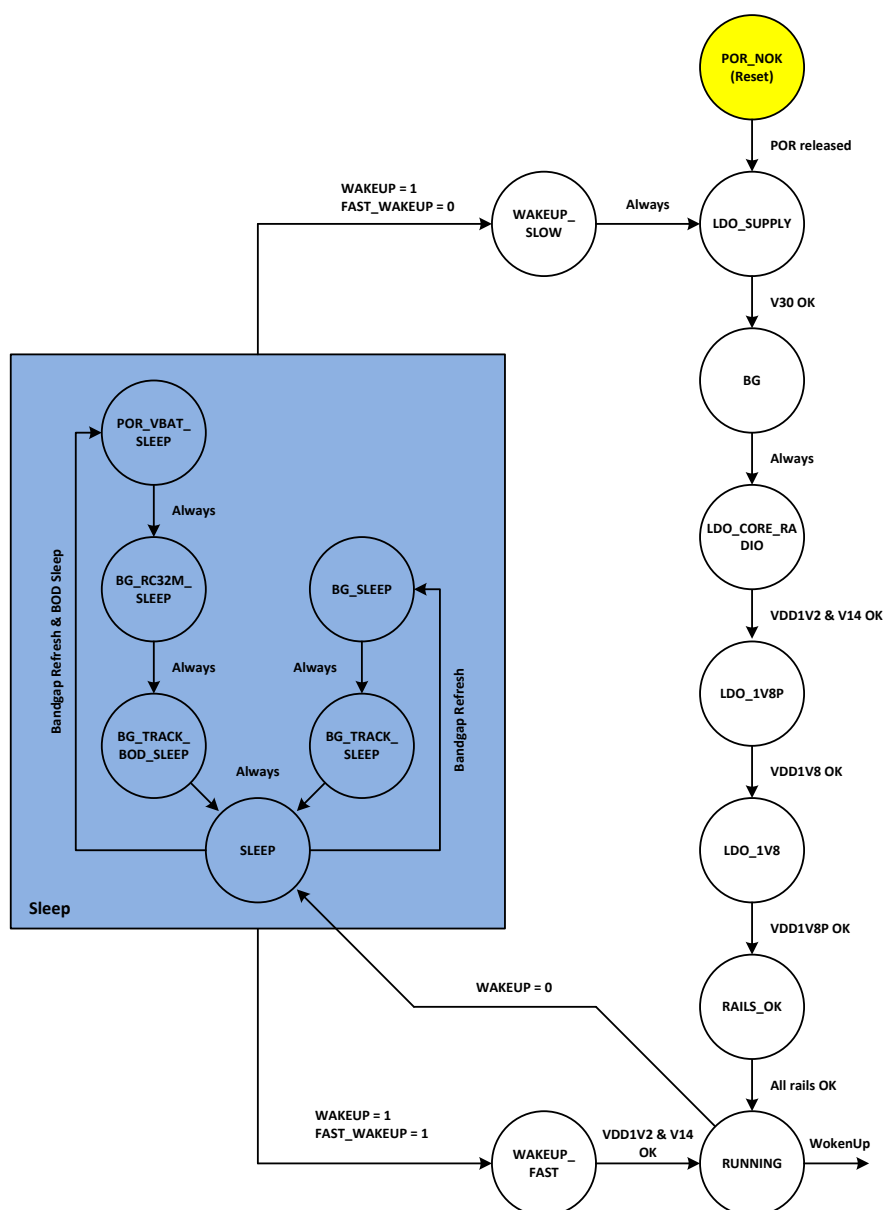 POR_NOK
(Reset)
POR released
WAKEUP = 1
FAST_WAKEUP = 0
WAKEUP_
SLOW
Always
LDO_SUPPLY
V30 OK
BG
Always
LDO_CORE_RA
DIO
VDD1V2 & V14 OK
LDO_1V8P
VDD1V8 OK
LDO_1V8
VDD1V8P OK
RAILS_OK
All rails OK
RUNNING
WokenUp
POR_VBAT_
SLEEP
Always
BG_RC32M_
SLEEP
Always
BG_TRACK_
BOD_SLEEP
Always
BG_SLEEP
Always
BG_TRACK_
SLEEP
Bandgap Refresh & BOD Sleep
Bandgap Refresh
SLEEP
Sleep
WAKEUP = 0
WAKEUP = 1
FAST_WAKEUP = 1
WAKEUP_
FAST
VDD1V2 & V14
OK